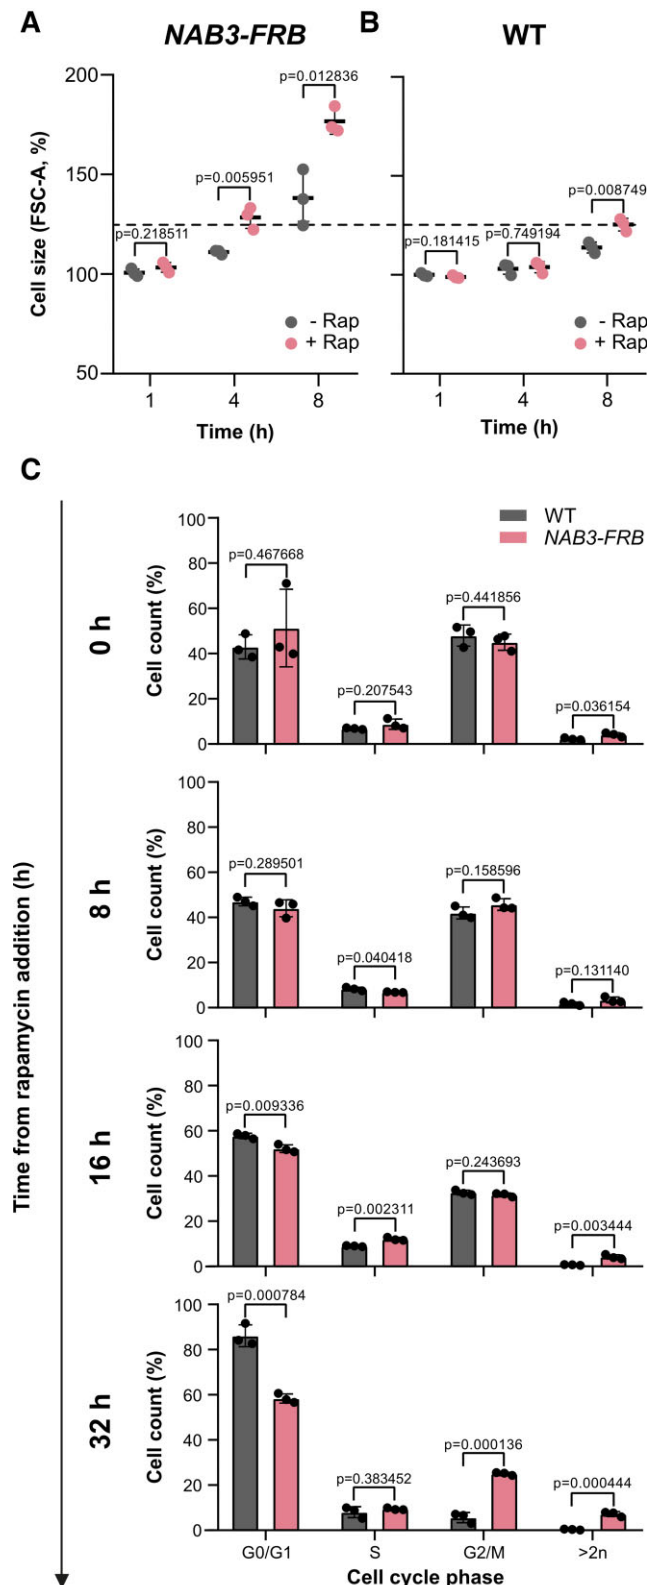 A
NAB3-FRB
B
WT
Cell size (FSC-A, %)
200
150
100
50
p=0.218511
p=0.005951
p=0.012836
- Rap
+ Rap
1
4
8
Time (h)
p=0.181415
p=0.749194
p=0.008749
- Rap
+ Rap
1
4
8
Time (h)
C
Time from rapamycin addition (h)
WT
NAB3-FRB
0 h
Cell count (%)
100
80
60
40
20
0
p=0.467668
p=0.207543
p=0.441856
p=0.036154
8 h
Cell count (%)
100
80
60
40
20
0
p=0.289501
p=0.040418
p=0.158596
p=0.131140
16 h
Cell count (%)
100
80
60
40
20
0
p=0.009336
p=0.002311
p=0.243693
p=0.003444
32 h
Cell count (%)
100
80
60
40
20
0
p=0.000784
p=0.383452
p=0.000136
p=0.000444
G0/G1
S
G2/M
>2n
Cell cycle phase